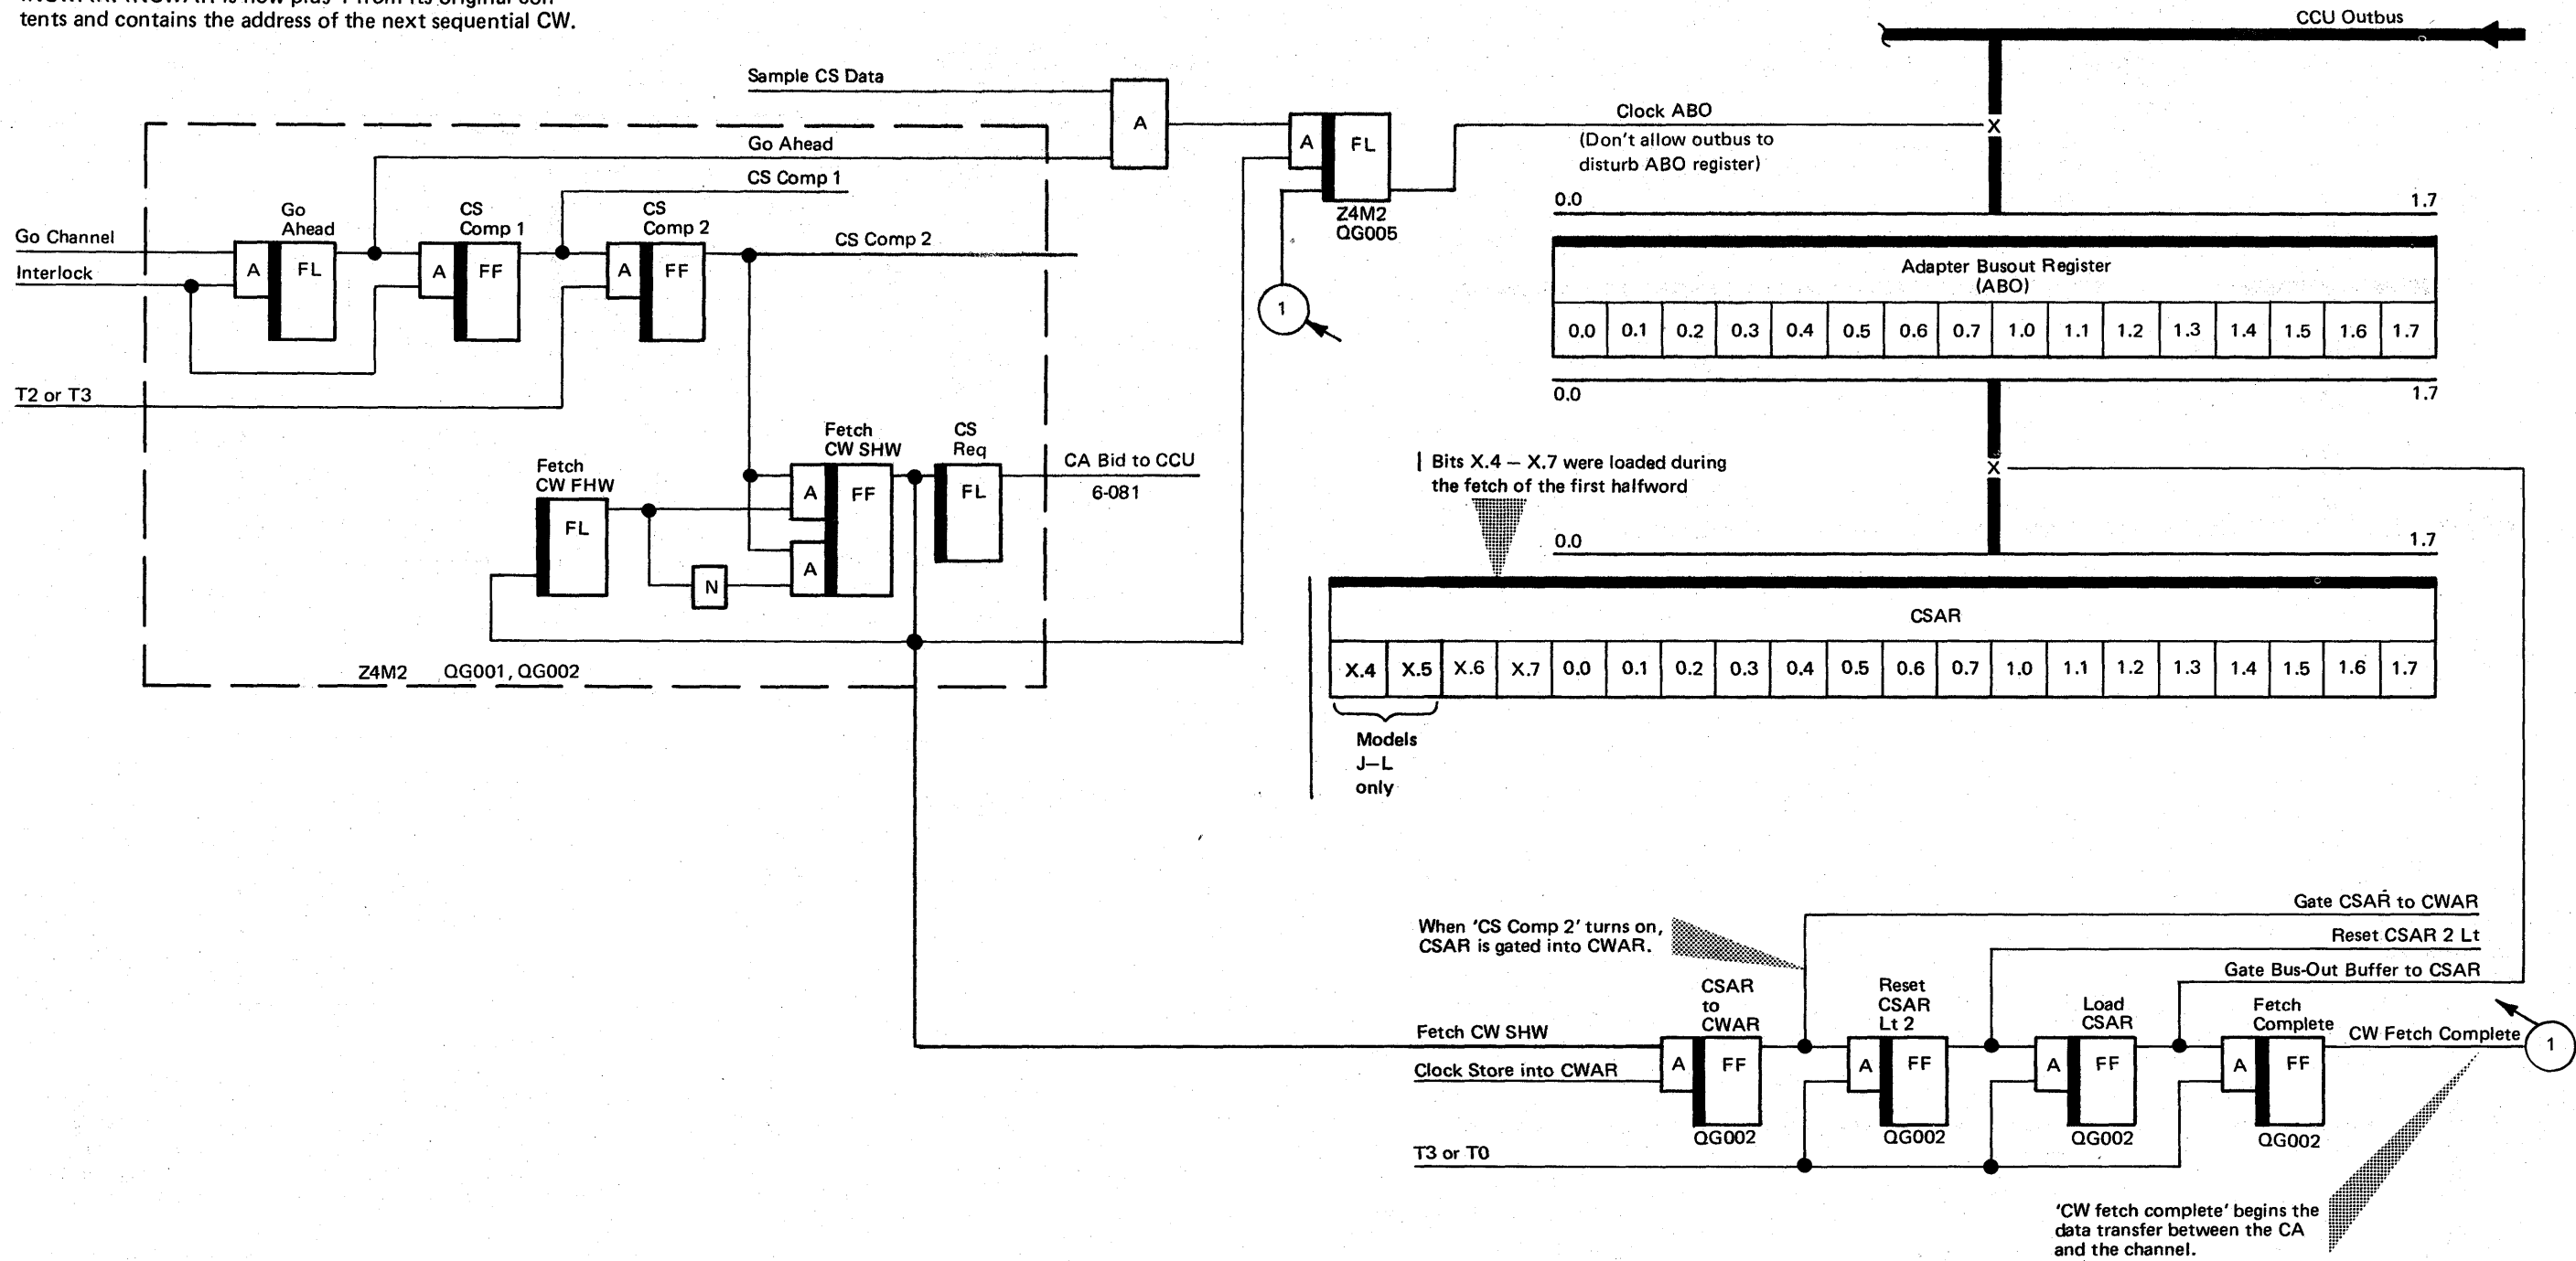 tents and contains the address of the next sequential CW.
CCU Outbus
Sample CS Data
A
Clock ABO
(Don't allow outbus to
disturb ABO register)
A
FL
Z4M2
QG005
Go Ahead
CS Comp 1
Go
Ahead
CS
Comp 1
CS
Comp 2
CS Comp 2
Go Channel
Interlock
A
FL
A
FF
A
FF
T2 or T3
1
X
0.0
1.7
Adapter Busout Register
(ABO)
0.0 0.1 0.2 0.3 0.4 0.5 0.6 0.7 1.0 1.1 1.2 1.3 1.4 1.5 1.6 1.7
0.0
1.7
Fetch
CW FHW
FL
N
Fetch
CW SHW
A
FF
A
CS
Req
FL
CA Bid to CCU
6-081
Z4M2 QG001, QG002
Bits X.4 – X.7 were loaded during
the fetch of the first halfword
X
0.0
1.7
CSAR
X.4 X.5 X.6 X.7 0.0 0.1 0.2 0.3 0.4 0.5 0.6 0.7 1.0 1.1 1.2 1.3 1.4 1.5 1.6 1.7
Models
J–L
only
When 'CS Comp 2' turns on,
CSAR is gated into CWAR.
Gate CSAR to CWAR
Reset CSAR 2 Lt
Gate Bus-Out Buffer to CSAR
CSAR
to
CWAR
Reset
CSAR
Lt 2
Load
CSAR
Fetch
Complete
CW Fetch Complete
1
Fetch CW SHW
Clock Store into CWAR
A
FF
A
FF
A
FF
A
FF
QG002
QG002
QG002
QG002
T3 or T0
'CW fetch complete' begins the
data transfer between the CA
and the channel.